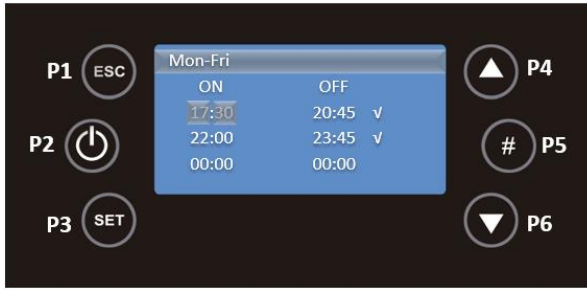 P1 ESC
P2
P3 SET
Mon-Fri
ON OFF
17:30 20:45 √
22:00 23:45 √
00:00 00:00
P4
# P5
P6